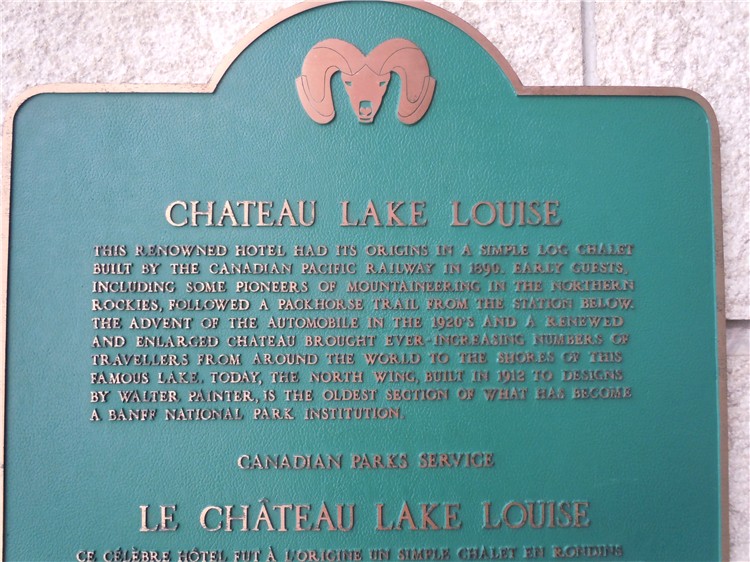 CHATEAU LAKE LOUISE
THIS RENOWNED HOTEL HAD ITS ORIGINS IN A SIMPLE LOG CHALET
BUILT BY THE CANADIAN PACIFIC RAILWAY IN 1890. EARLY GUESTS,
INCLUDING SOME PIONEERS OF MOUNTAINEERING IN THE NORTHERN
ROCKIES, FOLLOWED A PACKHORSE TRAIL FROM THE STATION BELOW.
THE ADVENT OF THE AUTOMOBILE IN THE 1920'S AND A RENEWED
AND ENLARGED CHATEAU BROUGHT EVER-INCREASING NUMBERS OF
TRAVELLERS FROM AROUND THE WORLD TO THE SHORES OF THIS
FAMOUS LAKE. TODAY, THE NORTH WING, BUILT IN 1912 TO DESIGNS
BY WALTER PAINTER, IS THE OLDEST SECTION OF WHAT HAS BECOME
A BANFF NATIONAL PARK INSTITUTION.
CANADIAN PARKS SERVICE
LE CHÂTEAU LAKE LOUISE
CE CÉLÈBRE HÔTEL FUT À L'ORIGINE UN SIMPLE CHALET EN RONDINS